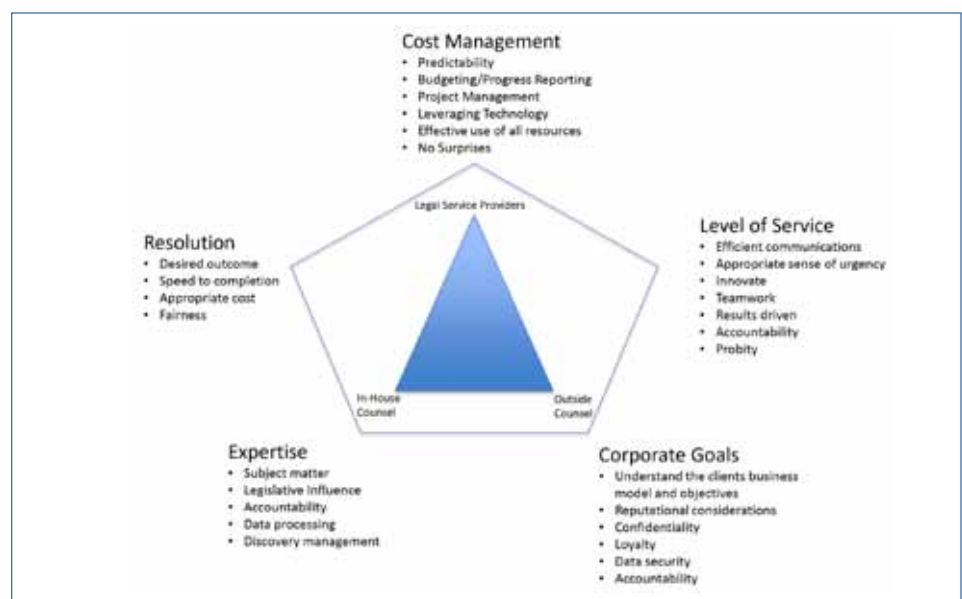 Cost Management
• Predictability
• Budgeting/Progress Reporting
• Project Management
• Leveraging Technology
• Effective use of all resources
• No Surprises
Legal Service Providers
Resolution
• Desired outcome
• Speed to completion
• Appropriate cost
• Fairness
Level of Service
• Efficient communications
• Appropriate sense of urgency
• Innovate
• Teamwork
• Results driven
• Accountability
• Probity
In-House
Counsel
Outside
Counsel
Expertise
• Subject matter
• Legislative Influence
• Accountability
• Data processing
• Discovery management
Corporate Goals
• Understand the clients business
model and objectives
• Reputational considerations
• Confidentiality
• Loyalty
• Data security
• Accountability